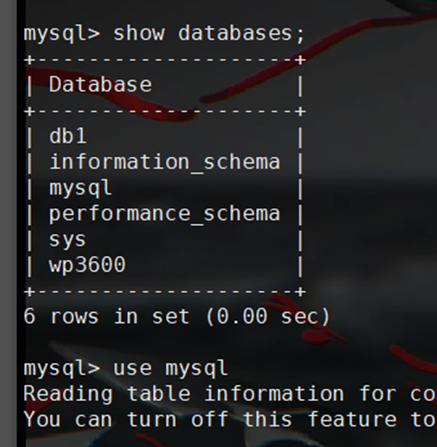 mysql> show databases;
+--------------------+
| Database           |
+--------------------+
| db1                |
| information_schema |
| mysql              |
| performance_schema |
| sys                |
| wp3600             |
+--------------------+
6 rows in set (0.00 sec)
mysql> use mysql
Reading table information for co
You can turn off this feature to